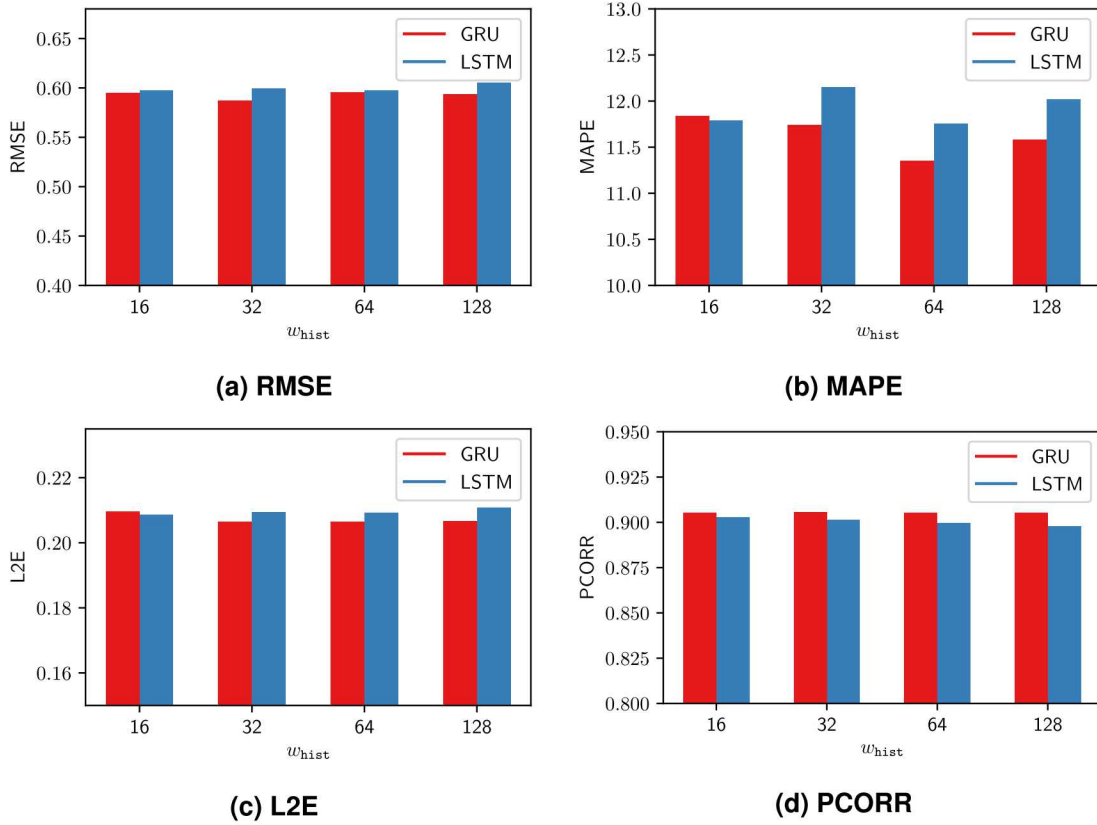 0.65
0.60
0.55
0.50
0.45
0.40
RMSE
GRU
LSTM
16 32 64 128
w_hist
(a) RMSE
13.0
12.5
12.0
11.5
11.0
10.5
10.0
MAPE
GRU
LSTM
16 32 64 128
w_hist
(b) MAPE
0.22
0.20
0.18
0.16
L2E
GRU
LSTM
16 32 64 128
w_hist
(c) L2E
0.950
0.925
0.900
0.875
0.850
0.825
0.800
PCORR
GRU
LSTM
16 32 64 128
w_hist
(d) PCORR